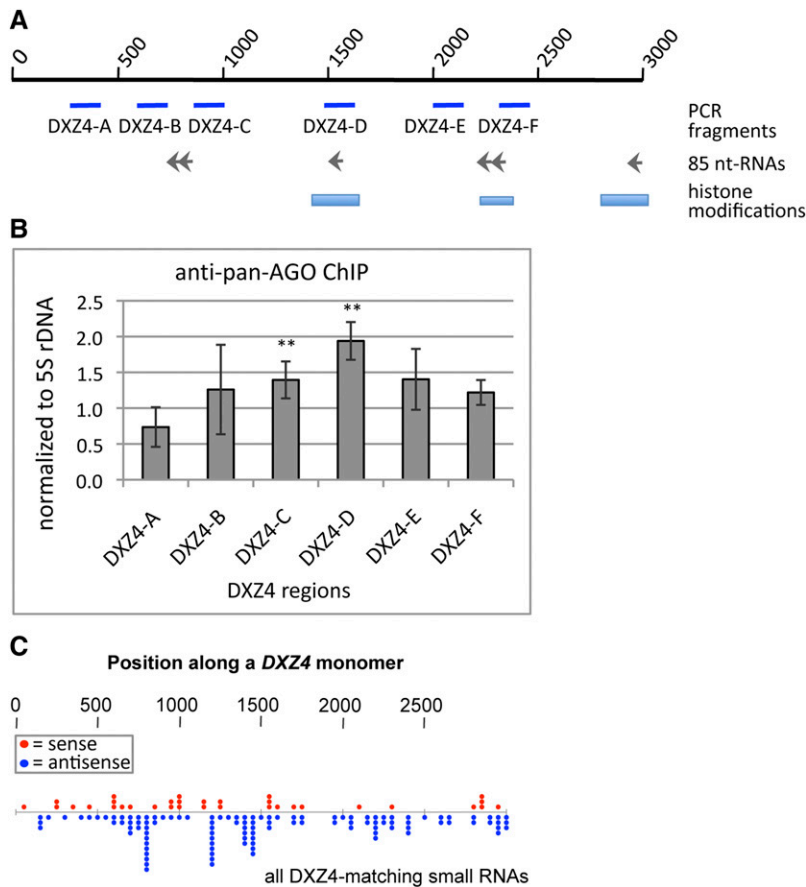 A
0 500 1000 1500 2000 2500 3000
DXZ4-A DXZ4-B DXZ4-C DXZ4-D DXZ4-E DXZ4-F
PCR
fragments
85 nt-RNAs
histone
modifications
B
anti-pan-AGO ChIP
normalized to 5S rDNA
2.5
2.0
1.5
1.0
0.5
0.0
** **
DXZ4-A DXZ4-B DXZ4-C DXZ4-D DXZ4-E DXZ4-F
DXZ4 regions
C
Position along a DXZ4 monomer
0 500 1000 1500 2000 2500
= sense
= antisense
all DXZ4-matching small RNAs